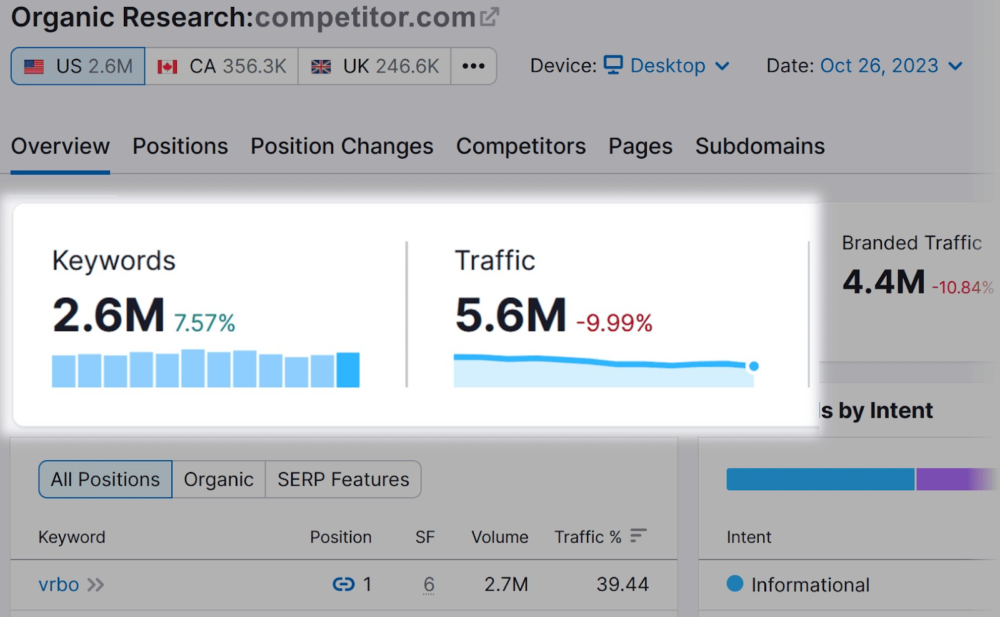 Organic Research:competitor.com
US 2.6M CA 356.3K UK 246.6K ••• Device: Desktop Date: Oct 26, 2023
Overview Positions Position Changes Competitors Pages Subdomains
Keywords
2.6M 7.57%
Traffic
5.6M -9.99%
Branded Traffic
4.4M -10.84%
s by Intent
All Positions Organic SERP Features
Keyword Position SF Volume Traffic %
vrbo 1 6 2.7M 39.44
Intent
Informational